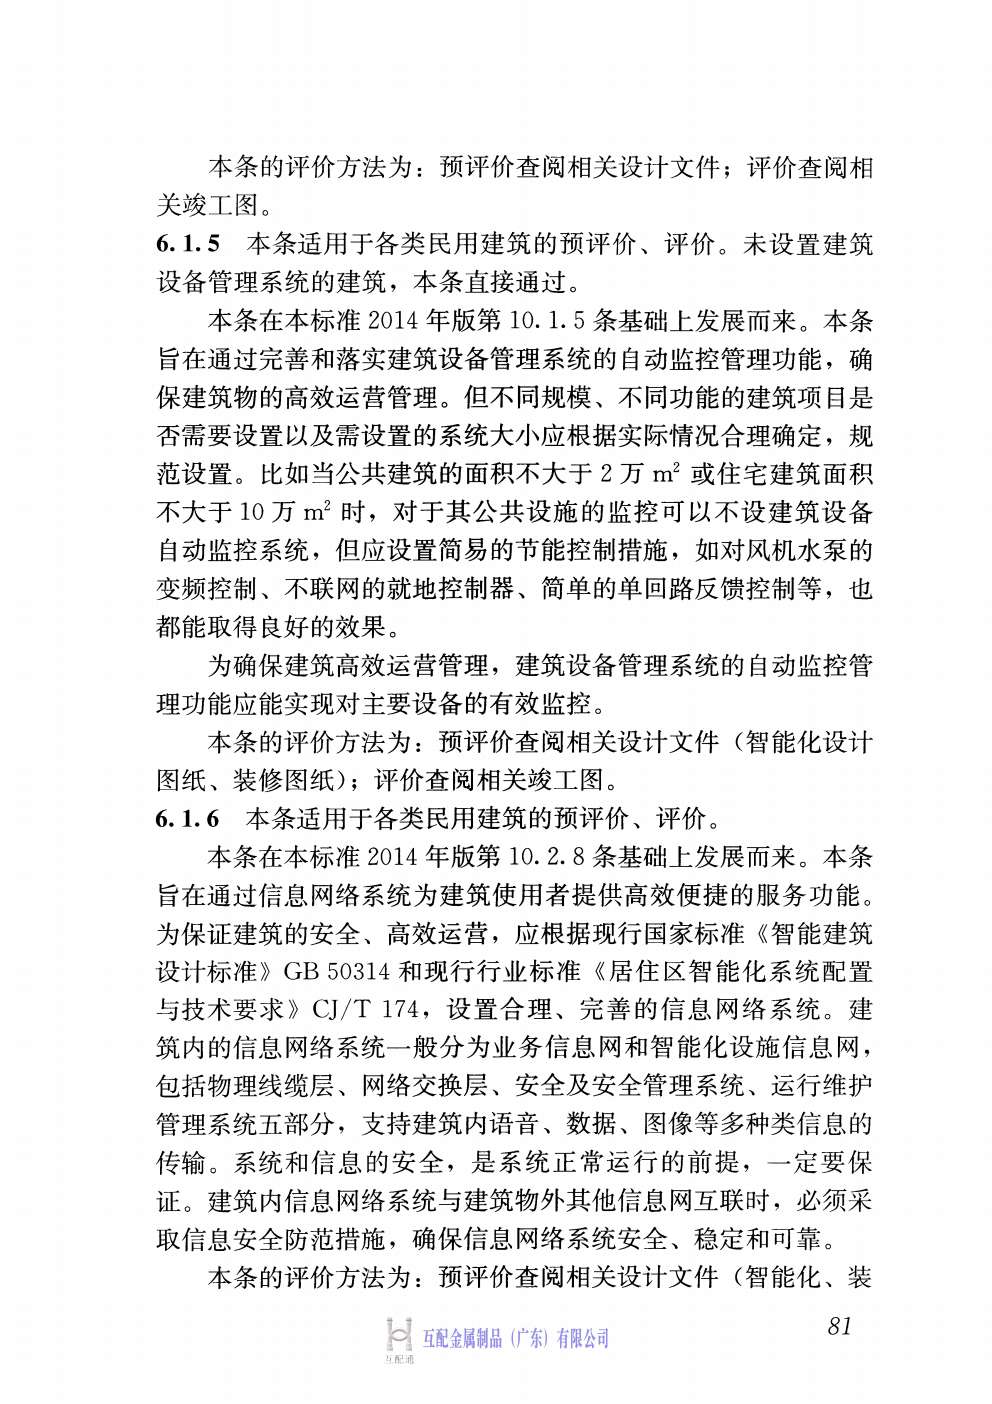 本条的评价方法为：预评价查阅相关设计文件；评价查阅相
关竣工图。
6.1.5 本条适用于各类民用建筑的预评价、评价。未设置建筑
设备管理系统的建筑，本条直接通过。
本条在本标准 2014 年版第 10.1.5 条基础上发展而来。本条
旨在通过完善和落实建筑设备管理系统的自动监控管理功能，确
保建筑物的高效运营管理。但不同规模、不同功能的建筑项目是
否需要设置以及需设置的系统大小应根据实际情况合理确定，规
范设置。比如当公共建筑的面积不大于 2 万 m² 或住宅建筑面积
不大于 10 万 m² 时，对于其公共设施的监控可以不设建筑设备
自动监控系统，但应设置简易的节能控制措施，如对风机水泵的
变频控制、不联网的就地控制器、简单的单回路反馈控制等，也
都能取得良好的效果。
为确保建筑高效运营管理，建筑设备管理系统的自动监控管
理功能应能实现对主要设备的有效监控。
本条的评价方法为：预评价查阅相关设计文件（智能化设计
图纸、装修图纸）；评价查阅相关竣工图。
6.1.6 本条适用于各类民用建筑的预评价、评价。
本条在本标准 2014 年版第 10.2.8 条基础上发展而来。本条
旨在通过信息网络系统为建筑使用者提供高效便捷的服务功能。
为保证建筑的安全、高效运营，应根据现行国家标准《智能建筑
设计标准》GB 50314 和现行行业标准《居住区智能化系统配置
与技术要求》CJ/T 174，设置合理、完善的信息网络系统。建
筑内的信息网络系统一般分为业务信息网和智能化设施信息网，
包括物理线缆层、网络交换层、安全及安全管理系统、运行维护
管理系统五部分，支持建筑内语音、数据、图像等多种类信息的
传输。系统和信息的安全，是系统正常运行的前提，一定要保
证。建筑内信息网络系统与建筑物外其他信息网互联时，必须采
取信息安全防范措施，确保信息网络系统安全、稳定和可靠。
本条的评价方法为：预评价查阅相关设计文件（智能化、装
81
互配金属制品（广东）有限公司
互配通